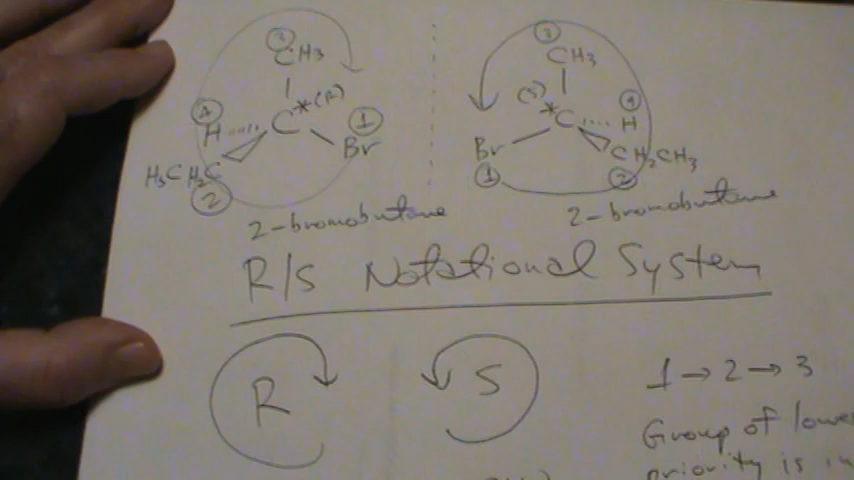 ③ ③
CH3 CH3
④ *(R) ① (S) * ④
H C Br C H
Br
H3CH2C CH2CH3
② ① ②
2-bromobutane 2-bromobutane
R/S Notational System
R S 1 → 2 → 3
Group of
priority is